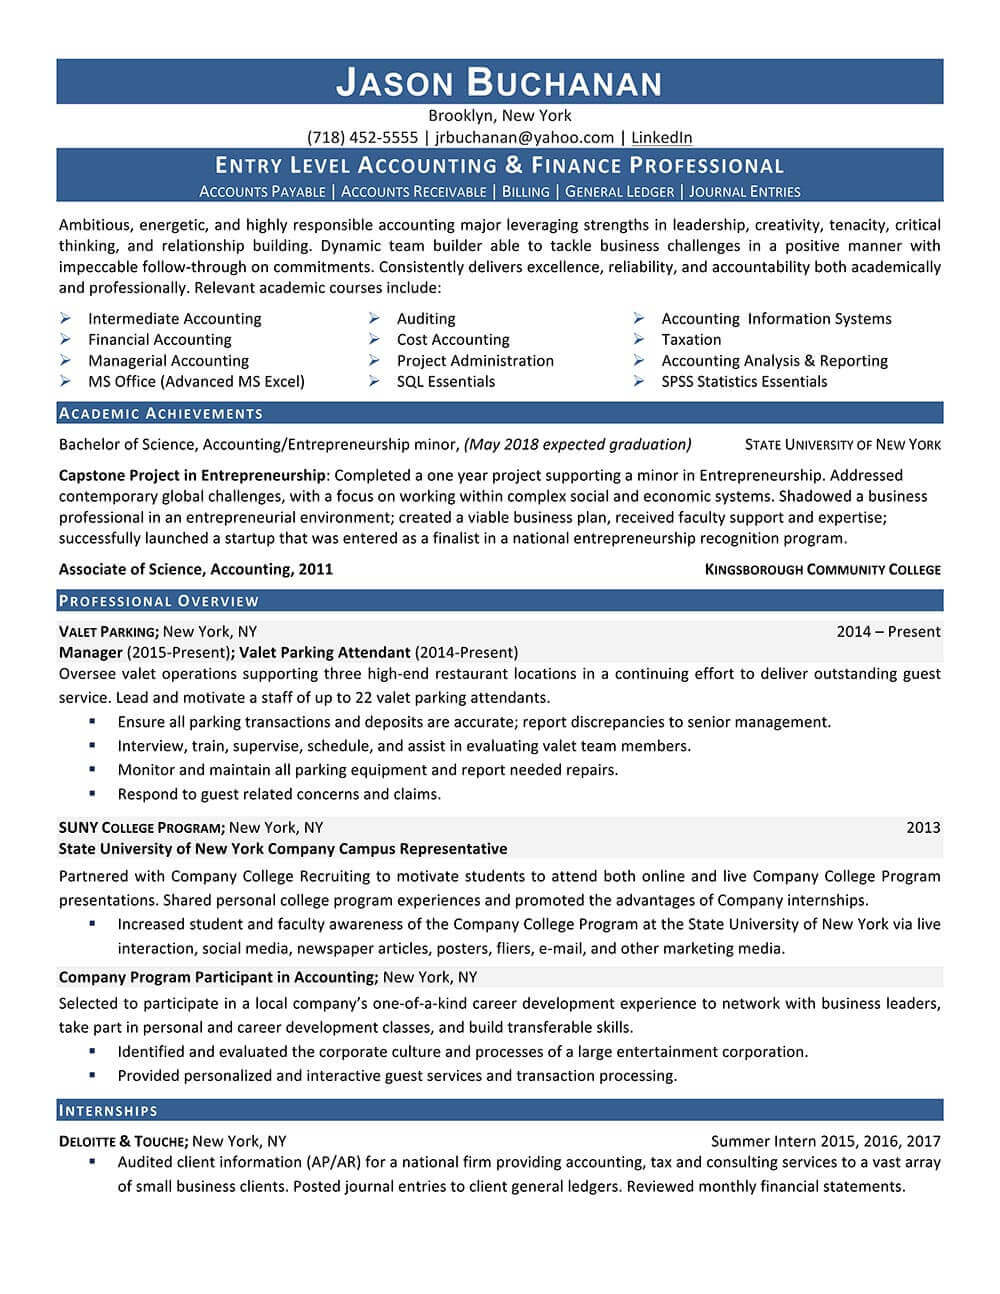 JASON BUCHANAN
Brooklyn, New York
(718) 452-5555 | jrbuchanan@yahoo.com | LinkedIn
ENTRY LEVEL ACCOUNTING & FINANCE PROFESSIONAL
ACCOUNTS PAYABLE | ACCOUNTS RECEIVABLE | BILLING | GENERAL LEDGER | JOURNAL ENTRIES
Ambitious, energetic, and highly responsible accounting major leveraging strengths in leadership, creativity, tenacity, critical
thinking, and relationship building. Dynamic team builder able to tackle business challenges in a positive manner with
impeccable follow-through on commitments. Consistently delivers excellence, reliability, and accountability both academically
and professionally. Relevant academic courses include:
➢ Intermediate Accounting ➢ Auditing ➢ Accounting Information Systems
➢ Financial Accounting ➢ Cost Accounting ➢ Taxation
➢ Managerial Accounting ➢ Project Administration ➢ Accounting Analysis & Reporting
➢ MS Office (Advanced MS Excel) ➢ SQL Essentials ➢ SPSS Statistics Essentials
ACADEMIC ACHIEVEMENTS
Bachelor of Science, Accounting/Entrepreneurship minor, (May 2018 expected graduation) STATE UNIVERSITY OF NEW YORK
Capstone Project in Entrepreneurship: Completed a one year project supporting a minor in Entrepreneurship. Addressed
contemporary global challenges, with a focus on working within complex social and economic systems. Shadowed a business
professional in an entrepreneurial environment; created a viable business plan, received faculty support and expertise;
successfully launched a startup that was entered as a finalist in a national entrepreneurship recognition program.
Associate of Science, Accounting, 2011 KINGSBOROUGH COMMUNITY COLLEGE
PROFESSIONAL OVERVIEW
VALET PARKING; New York, NY 2014 – Present
Manager (2015-Present); Valet Parking Attendant (2014-Present)
Oversee valet operations supporting three high-end restaurant locations in a continuing effort to deliver outstanding guest
service. Lead and motivate a staff of up to 22 valet parking attendants.
▪ Ensure all parking transactions and deposits are accurate; report discrepancies to senior management.
▪ Interview, train, supervise, schedule, and assist in evaluating valet team members.
▪ Monitor and maintain all parking equipment and report needed repairs.
▪ Respond to guest related concerns and claims.
SUNY COLLEGE PROGRAM; New York, NY 2013
State University of New York Company Campus Representative
Partnered with Company College Recruiting to motivate students to attend both online and live Company College Program
presentations. Shared personal college program experiences and promoted the advantages of Company internships.
▪ Increased student and faculty awareness of the Company College Program at the State University of New York via live
interaction, social media, newspaper articles, posters, fliers, e-mail, and other marketing media.
Company Program Participant in Accounting; New York, NY
Selected to participate in a local company’s one-of-a-kind career development experience to network with business leaders,
take part in personal and career development classes, and build transferable skills.
▪ Identified and evaluated the corporate culture and processes of a large entertainment corporation.
▪ Provided personalized and interactive guest services and transaction processing.
INTERNSHIPS
DELOITTE & TOUCHE; New York, NY Summer Intern 2015, 2016, 2017
▪ Audited client information (AP/AR) for a national firm providing accounting, tax and consulting services to a vast array
of small business clients. Posted journal entries to client general ledgers. Reviewed monthly financial statements.